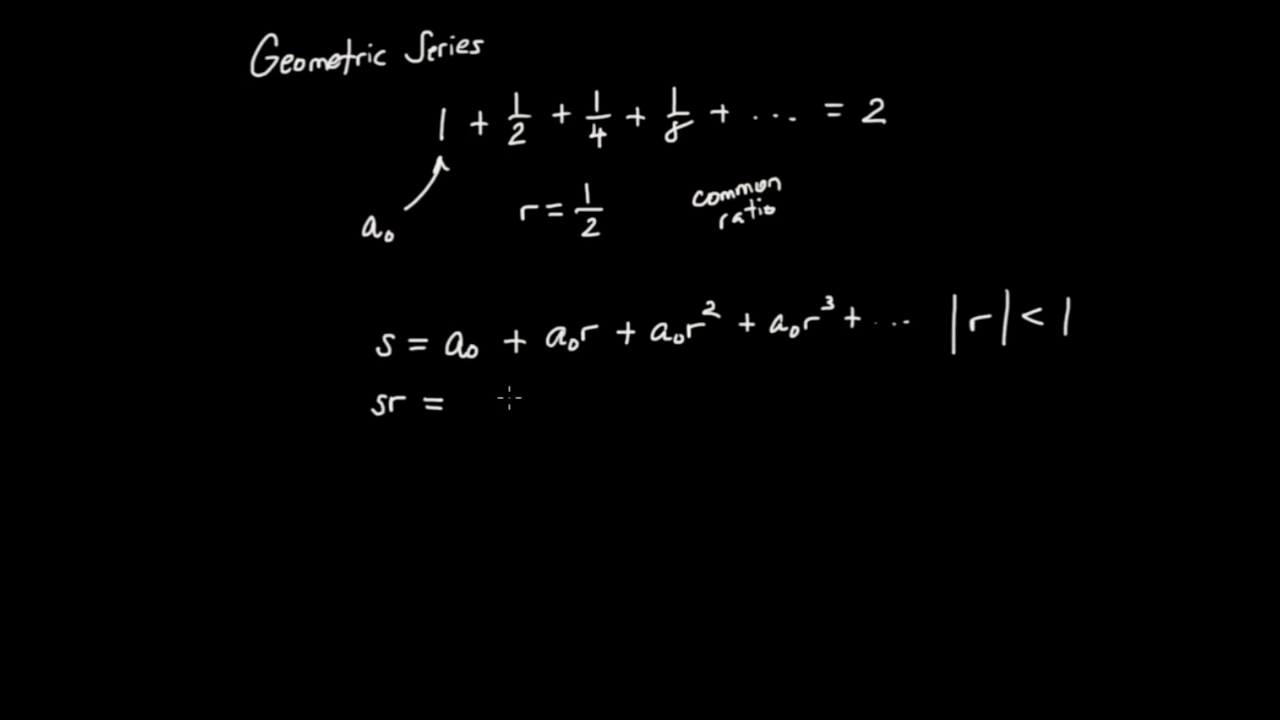 Geometric Series
1 + 1/2 + 1/4 + 1/8 + ... = 2
a₀ r = 1/2 common ratio
s = a₀ + a₀r + a₀r² + a₀r³ + ... |r| < 1
sr =